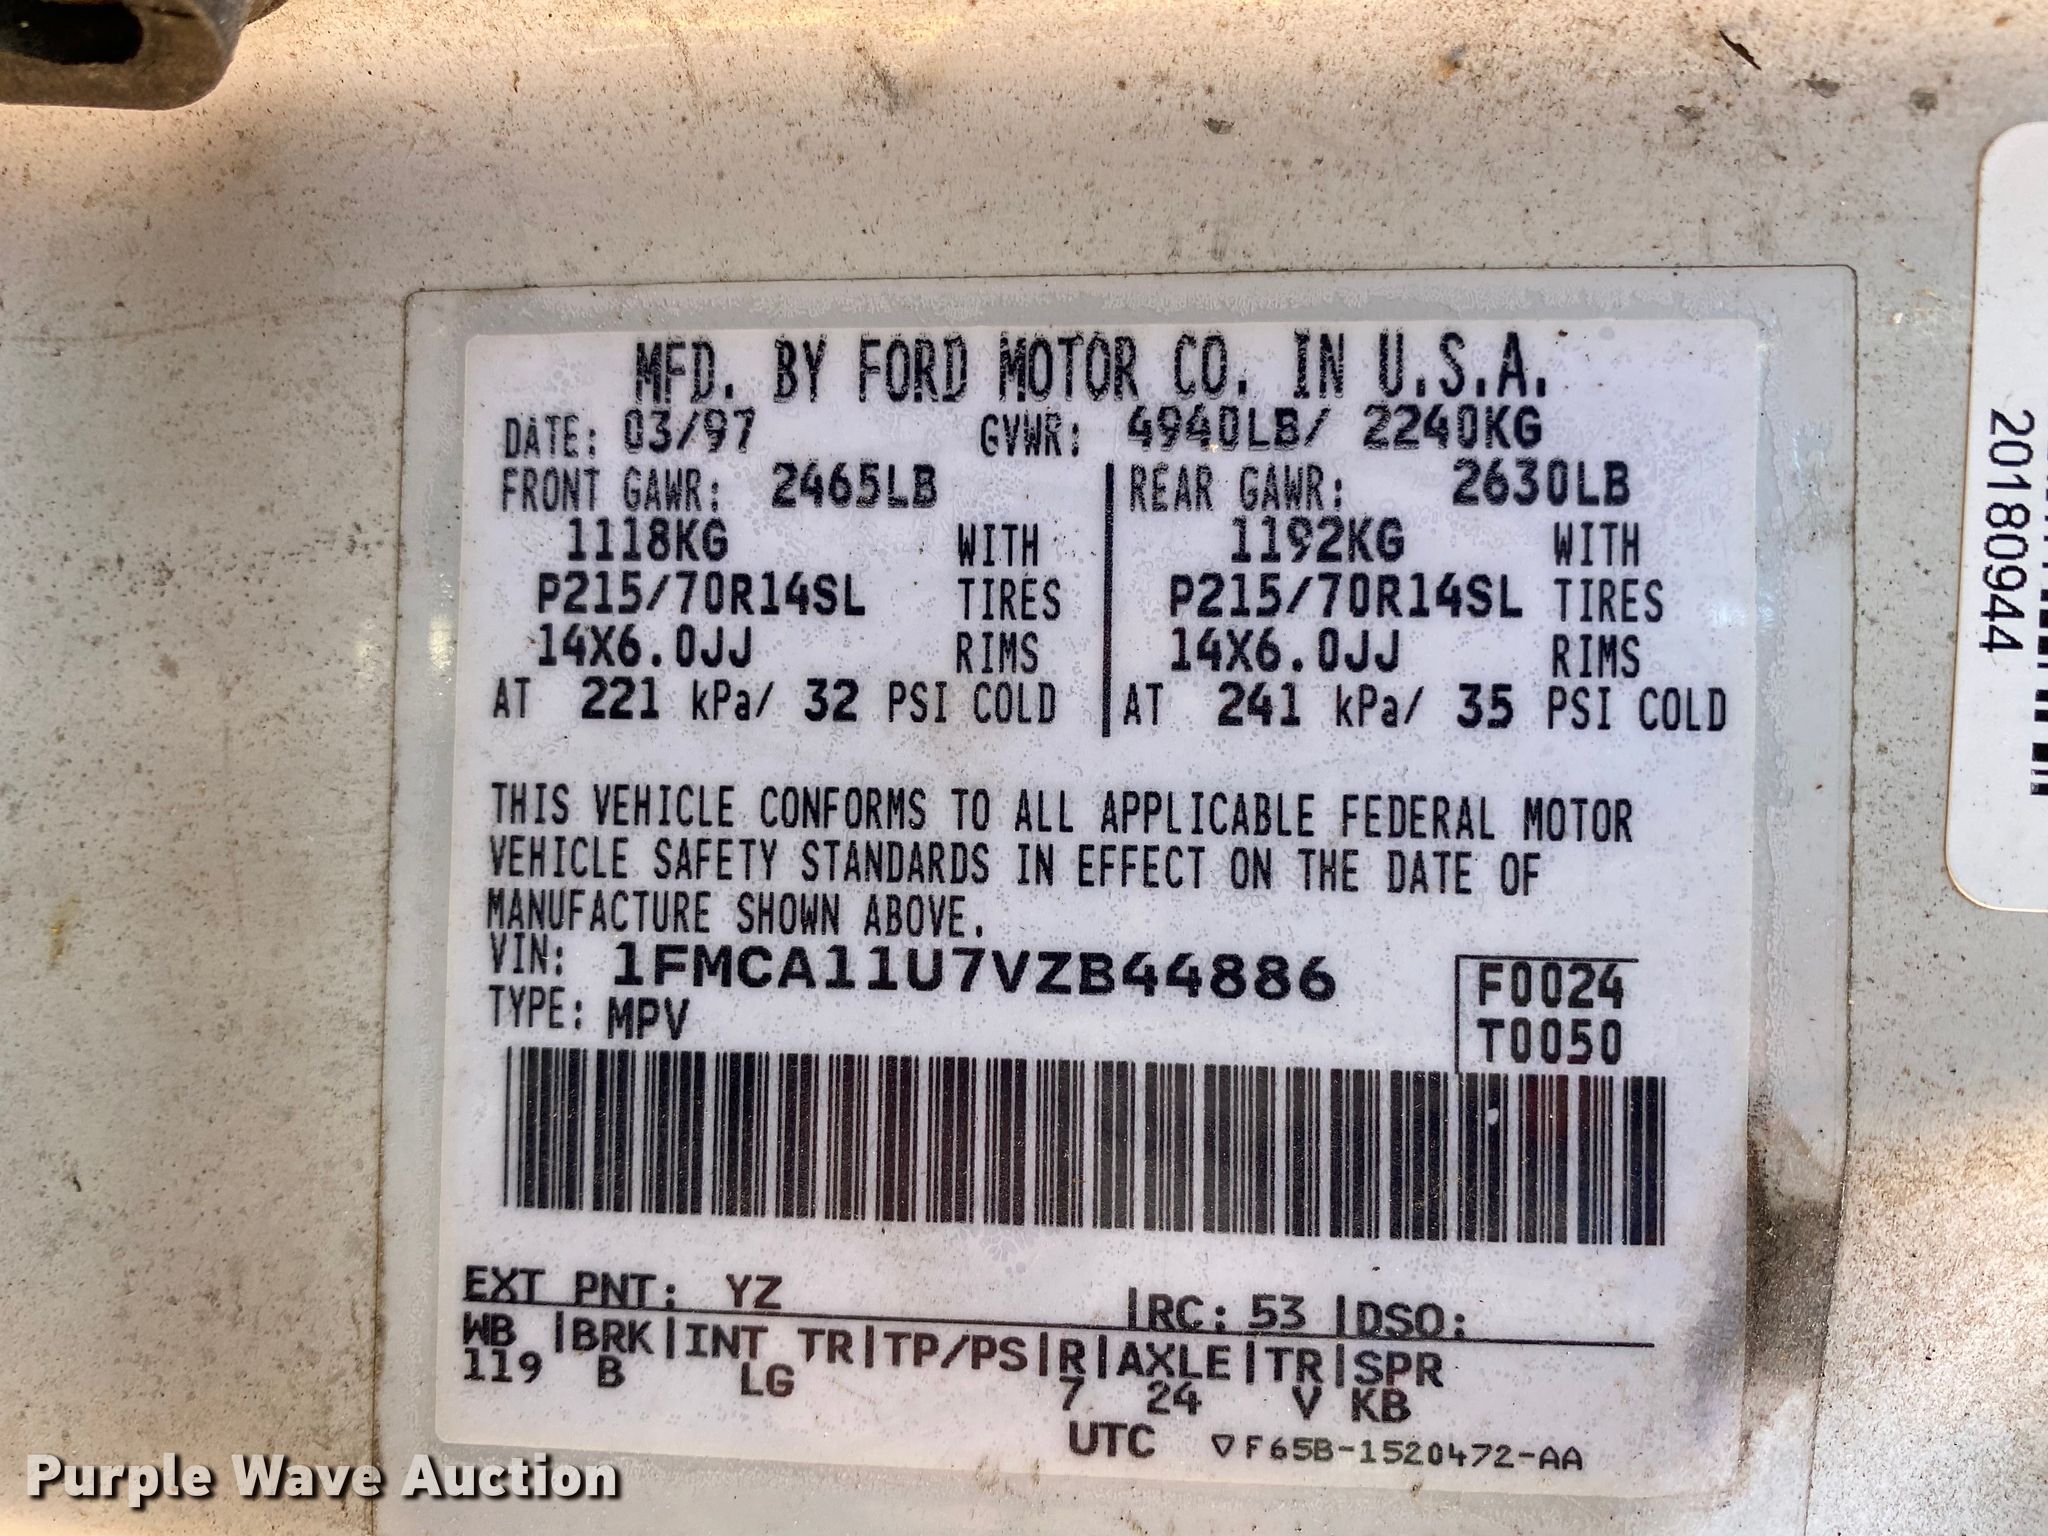 MFD. BY FORD MOTOR CO. IN U.S.A.
DATE: 03/97 GVWR: 4940LB/ 2240KG
FRONT GAWR: 2465LB REAR GAWR: 2630LB
1118KG WITH 1192KG WITH
P215/70R14SL TIRES P215/70R14SL TIRES
14X6.0JJ RIMS 14X6.0JJ RIMS
AT 221 kPa/ 32 PSI COLD AT 241 kPa/ 35 PSI COLD
THIS VEHICLE CONFORMS TO ALL APPLICABLE FEDERAL MOTOR
VEHICLE SAFETY STANDARDS IN EFFECT ON THE DATE OF
MANUFACTURE SHOWN ABOVE.
VIN: 1FMCA11U7VZB44886 F0024
TYPE: MPV T0050
EXT PNT: YZ |RC: 53 |DSO:
WB |BRK|INT TR|TP/PS|R|AXLE|TR|SPR
119 B LG 7 24 V KB
UTC ▽F65B-1520472-AA
20180944
Purple Wave Auction